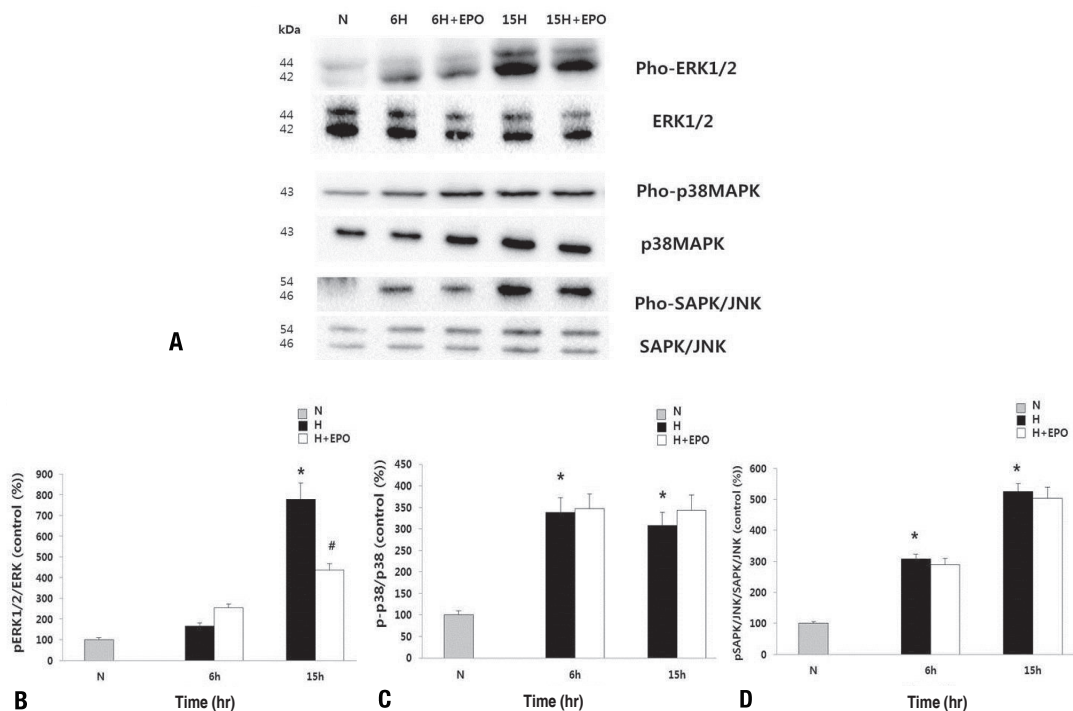 N 6H 6H+EPO 15H 15H+EPO
kDa
44
42
Pho-ERK1/2
44
42
ERK1/2
43
Pho-p38MAPK
43
p38MAPK
54
46
Pho-SAPK/JNK
54
46
SAPK/JNK
A
N
H
H+EPO
pERK1/2/ERK (control (%))
900
800
700
600
500
400
300
200
100
0
*
#
N 6h 15h
Time (hr)
B
N
H
H+EPO
p-p38/p38 (control (%))
450
400
350
300
250
200
150
100
50
0
*
*
N 6h 15h
Time (hr)
C
N
H
H+EPO
pSAPK/JNK/SAPK/JNK (control (%))
600
500
400
300
200
100
0
*
*
N 6h 15h
Time (hr)
D